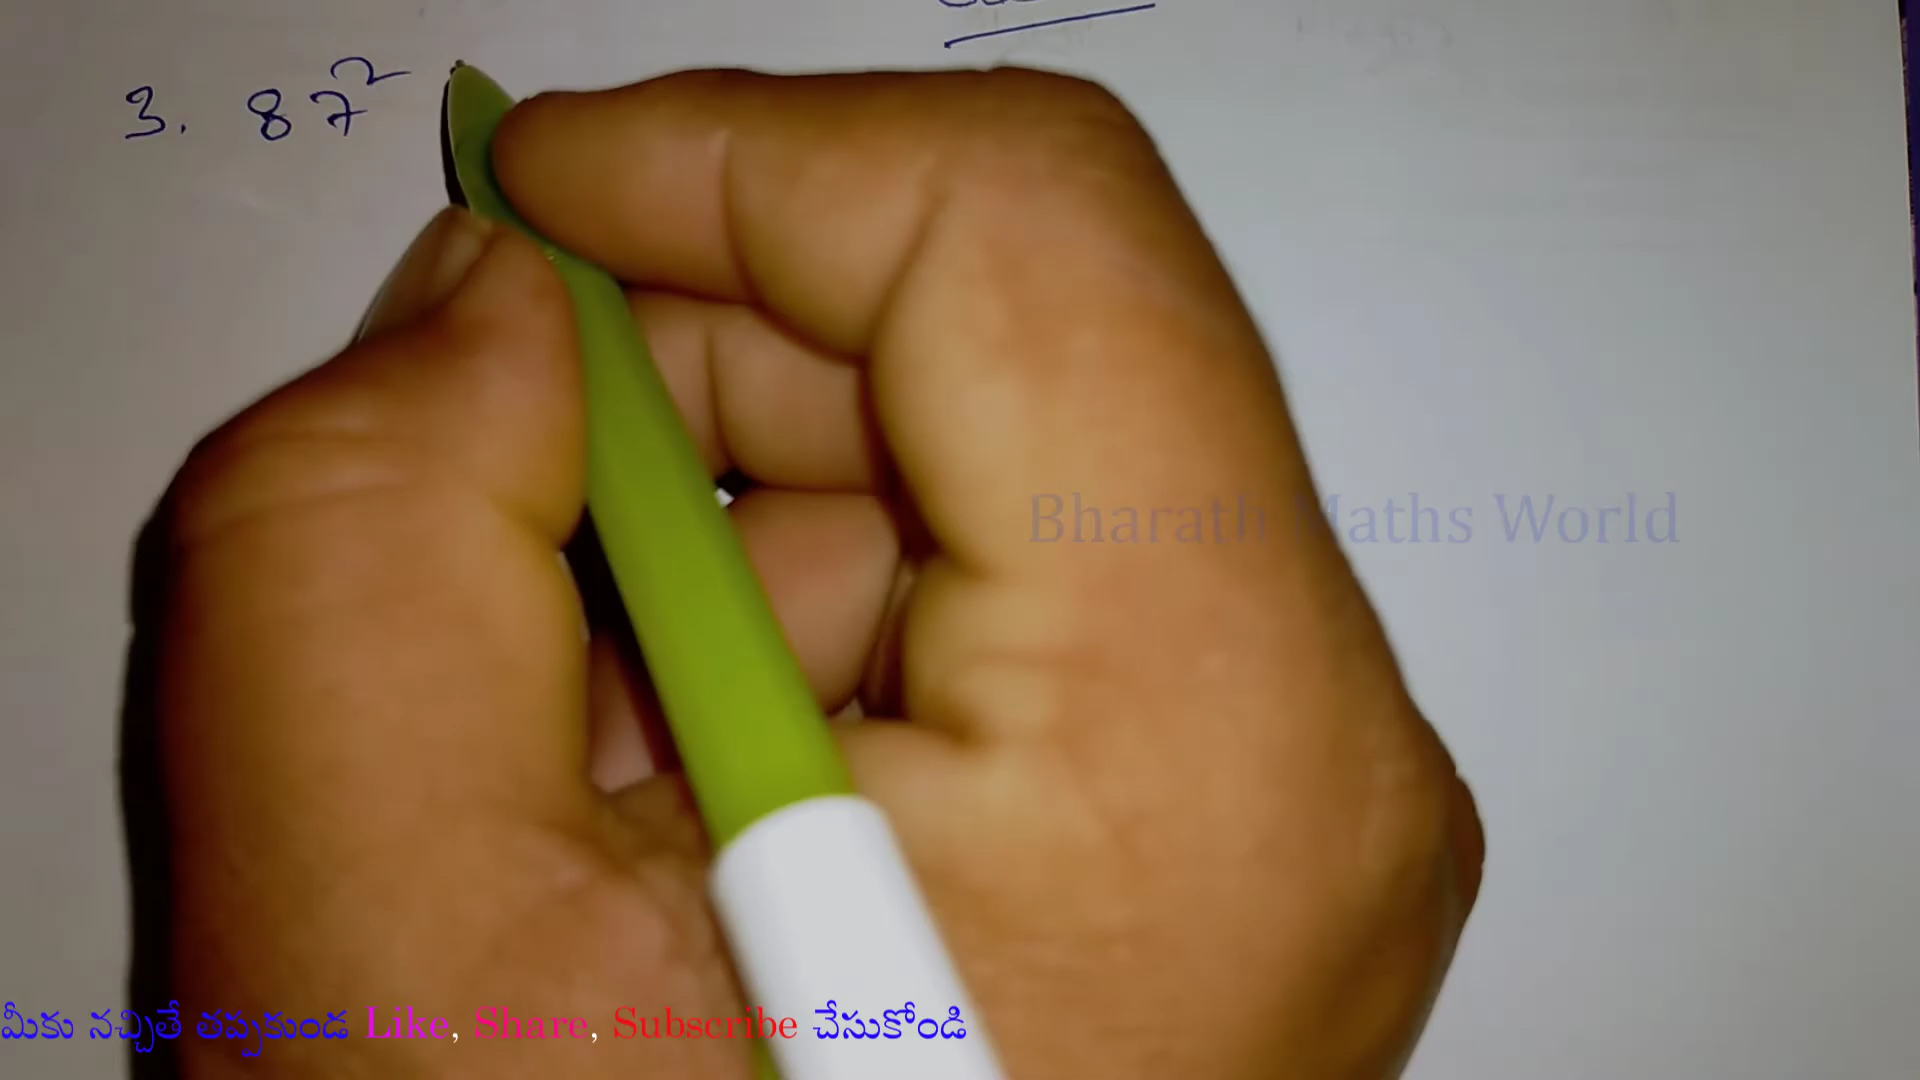 3. 87²
Bharath Maths World
మీకు నచ్చితే తప్పకుండ Like, Share, Subscribe చేసుకోండి